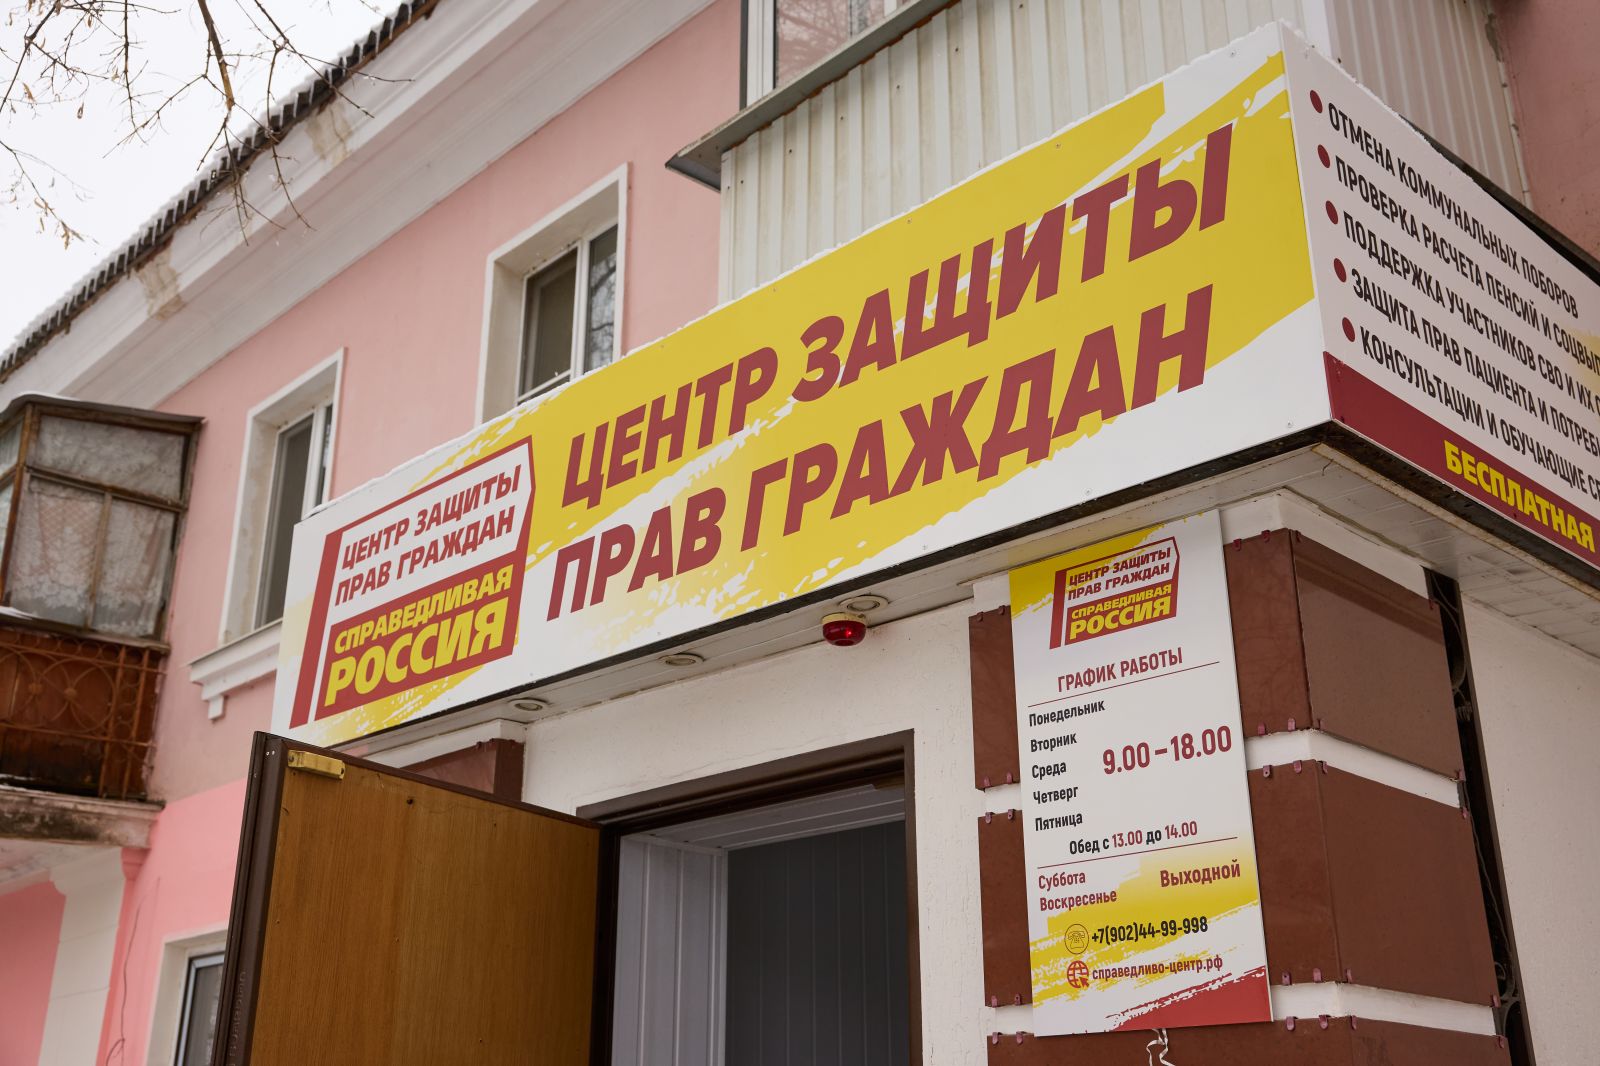 ЦЕНТР ЗАЩИТЫ
ПРАВ ГРАЖДАН
СПРАВЕДЛИВАЯ
РОССИЯ
ЦЕНТР ЗАЩИТЫ
ПРАВ ГРАЖДАН
ОТМЕНА КОММУНАЛЬНЫХ ПОБОРОВ
ПРОВЕРКА РАСЧЕТА ПЕНСИЙ И
ПОДДЕРЖКА УЧАСТНИКОВ СВО И ИХ
ЗАЩИТА ПРАВ ПАЦИЕНТА И
КОНСУЛЬТАЦИИ И ОБУЧАЮЩИЕ
БЕСПЛАТНАЯ
ЦЕНТР ЗАЩИТЫ
ПРАВ ГРАЖДАН
СПРАВЕДЛИВАЯ
РОССИЯ
ГРАФИК РАБОТЫ
Понедельник
Вторник
Среда
Четверг
Пятница
9.00 – 18.00
Обед с 13.00 до 14.00
Суббота
Воскресенье
Выходной
+7(902)44-99-998
справедливо-центр.рф